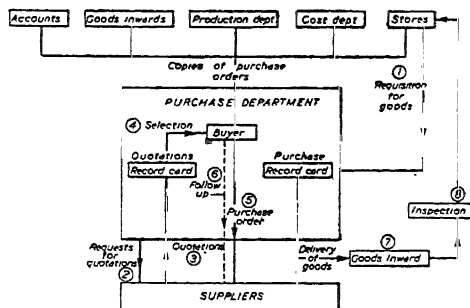 Accounts Goods inwards Production dept Cost dept Stores
Copies of purchase
orders
①
Requisition
for
goods
PURCHASE DEPARTMENT
④ Selection
Buyer
Quotations
Record card
⑥
Follow
up
Purchase
Record card
⑤
Purchase
order
⑧
Inspection
Requests
for
quotations
②
Quotations
③
Delivery
of
goods
⑦
Goods inward
SUPPLIERS